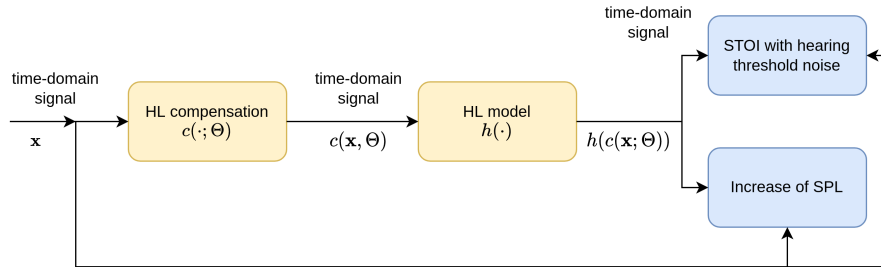 time-domain
signal
x
HL compensation
c(·; Θ)
time-domain
signal
c(x, Θ)
HL model
h(·)
h(c(x; Θ))
time-domain
signal
STOI with hearing
threshold noise
Increase of SPL